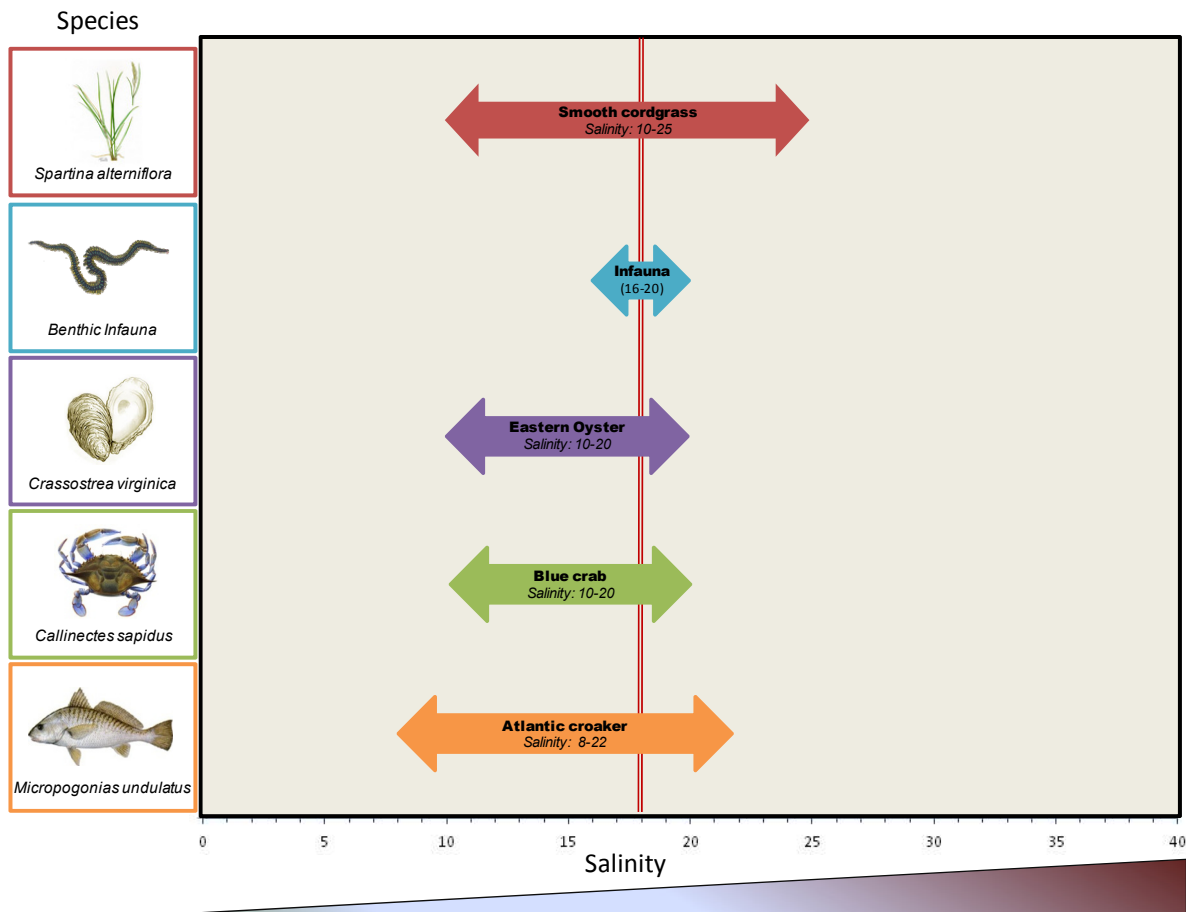 Species
Spartina alterniflora
Smooth cordgrass
Salinity: 10-25
Benthic Infauna
Infauna
(16-20)
Crassostrea virginica
Eastern Oyster
Salinity: 10-20
Callinectes sapidus
Blue crab
Salinity: 10-20
Micropogonias undulatus
Atlantic croaker
Salinity: 8-22
0 5 10 15 20 25 30 35 40
Salinity